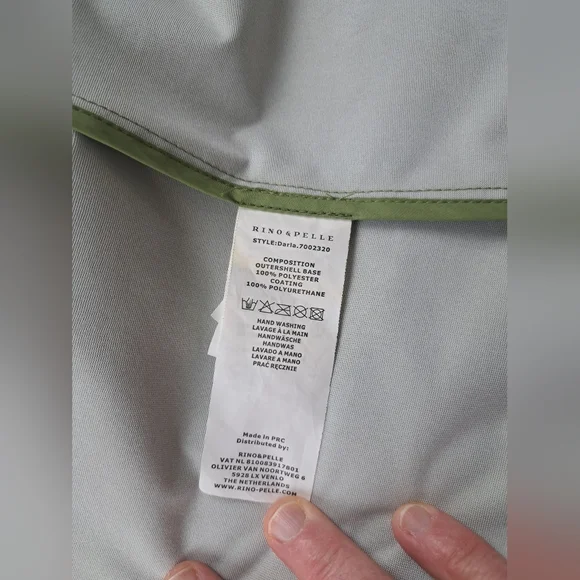 RINO&PELLE
STYLE:Darla.7002320
COMPOSITION
OUTERSHELL BASE
100% POLYESTER
COATING
100% POLYURETHANE
HAND WASHING
LAVAGE À LA MAIN
HANDWÄSCHE
HANDWAS
LAVADO A MANO
LAVARE A MANO
PRAĆ RĘCZNIE
Made in PRC
Distributed by:
RINO&PELLE
VAT NL 810083917B01
OLIVIER VAN NOORTWEG 6
5928 LX VENLO
THE NETHERLANDS
WWW.RINO-PELLE.COM